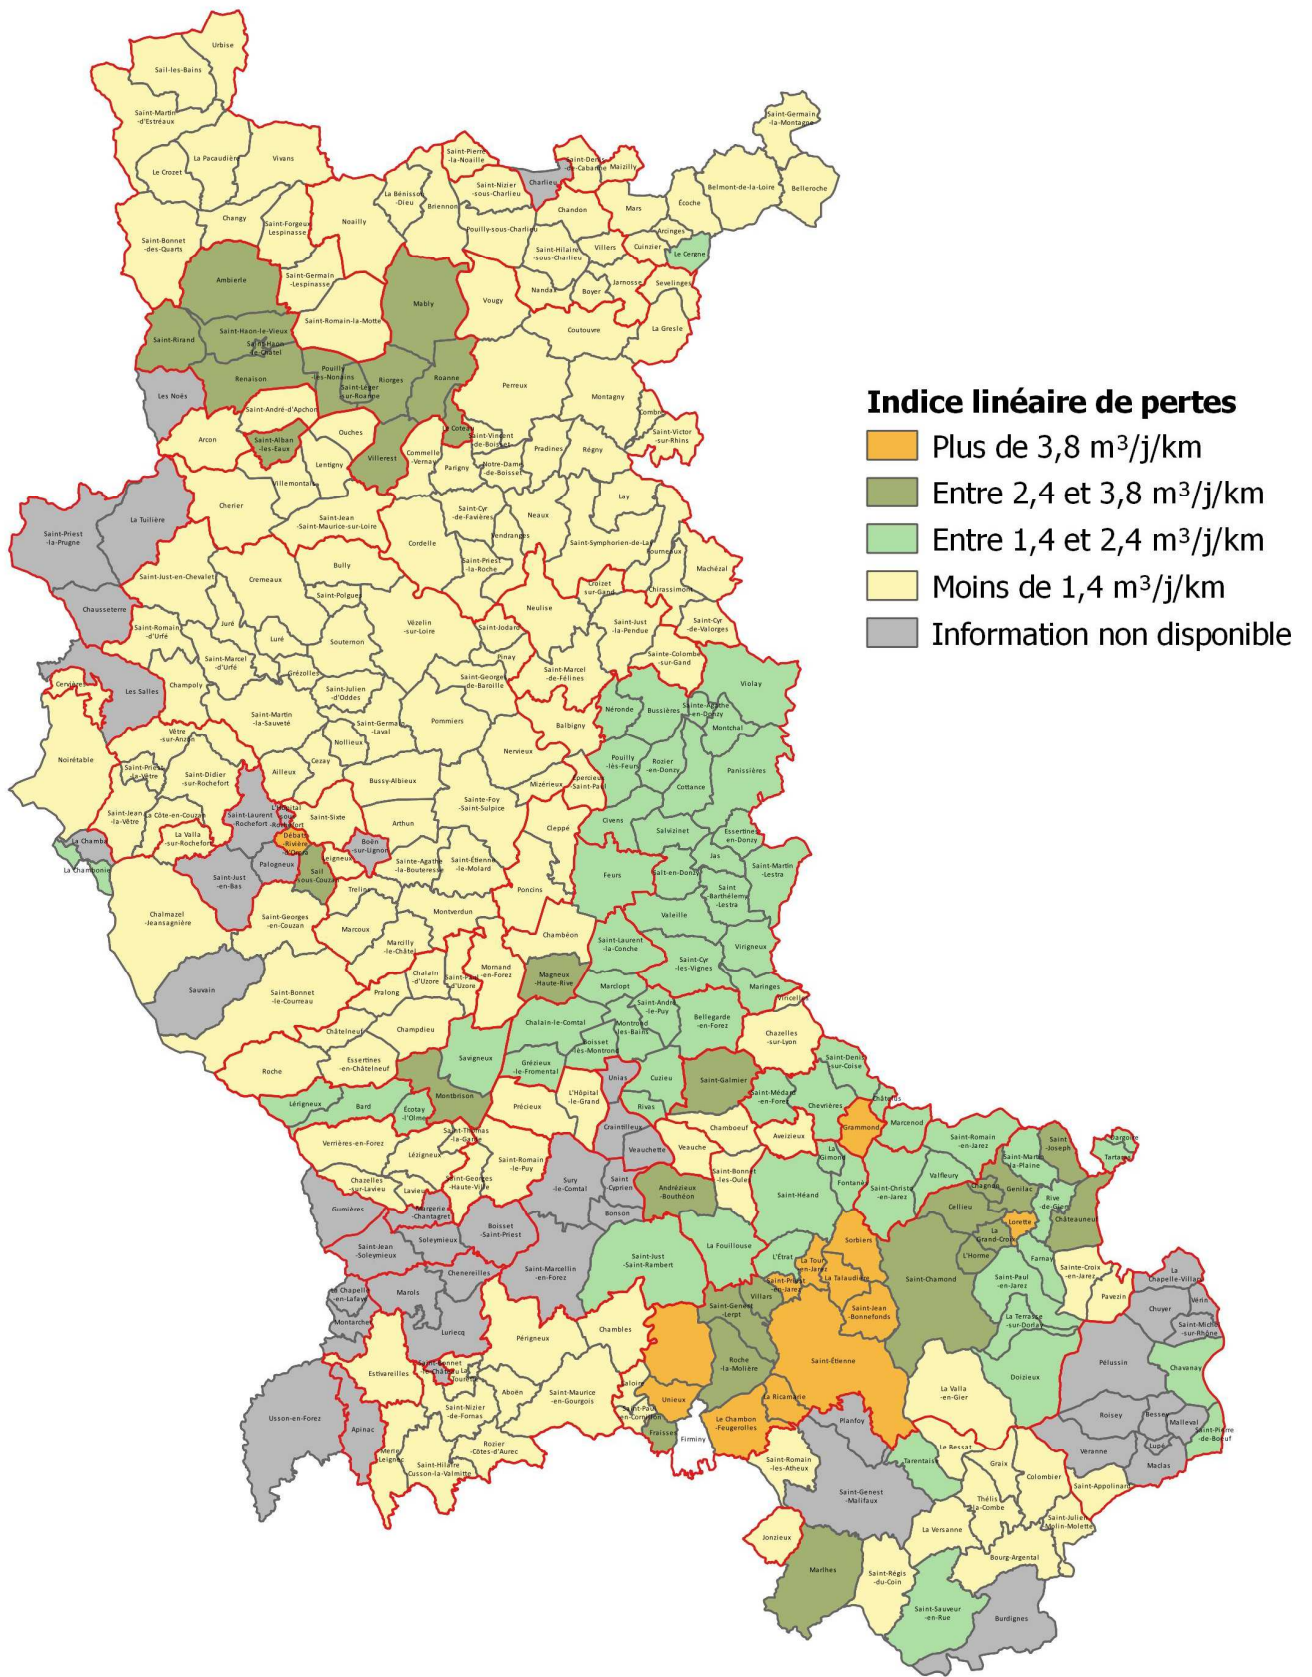 Urbise
Sail-les-Bains
Saint-Martin
-d'Estréaux
La Pacaudière
Vivans
Le Crozet
Saint-Germain
-la-Montagne
Saint-Pierre
-la-Noaille
Saint-Denis
-de-Cabanne
Maizilly
Charlieu
Belmont-de-la-Loire
Belleroche
Écoche
Mars
Chandon
Saint-Nizier
-sous-Charlieu
La Bénisson
-Dieu
Briennon
Noailly
Changy
Saint-Forgeux
Lespinasse
Saint-Bonnet
-des-Quarts
Pouilly-sous-Charlieu
Saint-Hilaire
-sous-Charlieu
Villers
Cuinzier
Arcinges
Le Cergne
Ambierle
Saint-Germain
-Lespinasse
Mably
Vougy
Nandax
Boyer
Jarnosse
Sevelinges
La Gresle
Coutouvre
Saint-Romain-la-Motte
Saint-Haon-le-Vieux
Saint-Haon
-le-Châtel
Saint-Rirand
Renaison
Pouilly
-les-Nonains
Saint-Léger
-sur-Roanne
Riorges
Roanne
Perreux
Montagny
Combre
Les Noës
Saint-André-d'Apchon
Arcon
Saint-Alban
-les-Eaux
Ouches
Lentigny
Villerest
Commelle
-Vernay
Le Coteau
Saint-Vincent
-de-Boisset
Parigny
Notre-Dame
-de-Boisset
Pradines
Régny
Saint-Victor
-sur-Rhins
Indice linéaire de pertes
Plus de 3,8 m³/j/km
Entre 2,4 et 3,8 m³/j/km
Entre 1,4 et 2,4 m³/j/km
Moins de 1,4 m³/j/km
Information non disponible
Villemontais
Cherier
La Tuilière
Saint-Priest
-la-Prugne
Saint-Jean
-Saint-Maurice-sur-Loire
Cordelle
Saint-Cyr
-de-Favières
Vendranges
Neaux
Lay
Saint-Symphorien-de-Lay
Fourneaux
Machézal
Chirassimont
Saint-Priest
-la-Roche
Croizet
sur-Gand
Bully
Cremeaux
Saint-Just-en-Chevalet
Saint-Polgues
Chausseterre
Saint-Romain
-d'Urfé
Juré
Luré
Souternon
Vézelin
-sur-Loire
Neulise
Saint-Jodard
Pinay
Saint-Just
-la-Pendue
Saint-Cyr
-de-Valorges
Sainte-Colombe
-sur-Gand
Saint-Marcel
-d'Urfé
Grézolles
Cervières
Les Salles
Champoly
Saint-Julien
-d'Oddes
Saint-George
-de-Baroille
Saint-Marcel
-de-Félines
Violay
Néronde
Bussières
Sainte-Agathe
-en-Donzy
Montchal
Saint-Martin
-la-Sauveté
Saint-Germain
-Laval
Pommiers
Balbigny
Vêtre
-sur-Anzon
Nollieux
Nervieux
Noirétable
Saint-Priest
-la-Vêtre
Saint-Didier
-sur-Rochefort
Ailleux
Cezay
Bussy-Albieux
Mizérieux
Épercieux
-Saint-Paul
Pouilly
-lès-Feurs
Rozier
-en-Donzy
Panissières
Cottance
Saint-Jean
-la-Vêtre
La Côte-en-Couzan
La Valla
-sur-Rochefort
Saint-Laurent
-Rochefort
L'Hôpital
-sous
-Rochefort
Saint-Sixte
Arthun
Sainte-Foy
-Saint-Sulpice
Cleppé
Civens
Salvizinet
Essertines
-en-Donzy
La Chamba
La Chambonie
Débats
-Rivière
-d'Orpra
Leigneux
Boën
-sur-Lignon
Palogneux
Saint-Just
-en-Bas
Sail
-sous-Couzan
Sainte-Agathe
-la-Bouteresse
Saint-Étienne
-le-Molard
Poncins
Feurs
Salt-en-Donzy
Jas
Saint-Martin
-Lestra
Saint
-Barthélemy
-Lestra
Chalmazel
-Jeansagnière
Saint-Georges
-en-Couzan
Trelins
Marcoux
Montverdun
Marcilly
-le-Châtel
Chambéon
Valeille
Saint-Laurent
-la-Conche
Virigneux
Saint-Cyr
-les-Vignes
Sauvain
Saint-Bonnet
-le-Courreau
Chalain
-d'Uzore
Saint-Paul
-d'Uzore
Mornand
-en-Forez
Magneux
-Haute-Rive
Marclopt
Maringes
Viricelles
Pralong
Châtelneuf
Champdieu
Chalain-le-Comtal
Saint-André
-le-Puy
Montrond
-les-Bains
Bellegarde
-en-Forez
Chazelles
-sur-Lyon
Roche
Essertines
-en-Châtelneuf
Savigneux
Grézieux
-le-Fromental
Boisset
-lès-Montrond
Unias
Cuzieu
Saint-Galmier
Saint-Denis
-sur-Coise
Lérigneux
Bard
Écotay
-l'Olme
Montbrison
Précieux
L'Hôpital
-le-Grand
Rivas
Saint-Médard
-en-Forez
Chevrières
Châtelus
Grammond
Marcenod
Verrières-en-Forez
Saint-Thomas
-la-Garde
Lézigneux
Craintilleux
Veauchette
Veauche
Chamboeuf
Aveizieux
La
Gimond
Saint-Romain
-en-Jarez
Saint-Martin
-la-Plaine
Saint
-Joseph
Dargoire
Tartaras
Chazelles
-sur-Lavieu
Lavieu
Saint-Georges
-Haute-Ville
Saint-Romain
-le-Puy
Sury
-le-Comtal
Saint
Cyprien
Andrézieux
-Bouthéon
Saint-Bonnet
-les-Oules
Saint-Héand
Fontanès
Saint-Christo
-en-Jarez
Valfleury
Chagnon
Genilac
Rive
-de-Gier
Gumières
Margerie
-Chantagret
Boisset
-Saint-Priest
Bonson
Cellieu
La
Grand-Croix
Lorette
Châteauneuf
Saint-Jean
-Soleymieux
Soleymieux
Saint-Marcellin
-en-Forez
Saint-Just
-Saint-Rambert
La Fouillouse
L'Étrat
La Tour
-en-Jarez
Sorbiers
L'Horme
Farnay
Sainte-Croix
-en-Jarez
La
Chapelle-Villars
La Chapelle
-en-Lafaye
Marols
Chenereilles
Saint-Priest
-en-Jarez
La Talaudière
Saint-Chamond
Saint-Paul
-en-Jarez
Pavezin
Vérin
Chuyer
Saint-Michel
-sur-Rhône
Montarcher
Luriecq
Périgneux
Chambles
Saint-Genest
-Lerpt
Villars
Saint-Jean
-Bonnefonds
La Terrasse
-sur-Dorlay
Estivareilles
Saint-Bonnet
-le-Château
La
Tourette
Aboën
Saint-Maurice
-en-Gourgois
Roche
-la-Molière
Saint-Étienne
La Valla
-en-Gier
Doizieux
Pélussin
Chavanay
Unieux
La Ricamarie
Usson-en-Forez
Apinac
Saint-Nizier
-de-Fornas
Saint-Paul
-en-Cornillon
Fraisses
Firminy
Le Chambon
-Feugerolles
Planfoy
Roisey
Bessey
Malleval
Saint-Pierre
-de-Boeuf
Merle
Leignec
Rozier
-Côtes-d'Aurec
Saint-Hilaire
Cusson-la-Valmitte
Saint-Romain
-les-Atheux
Tarentaise
Le Bessat
Graix
Colombier
Véranne
Lupé
Maclas
Saint-Appolinard
Saint-Genest
-Malifaux
Thélis
-la-Combe
La Versanne
Saint-Julien
Molin-Molette
Jonzieux
Bourg-Argental
Marlhes
Saint-Régis
-du-Coin
Saint-Sauveur
-en-Rue
Burdignes